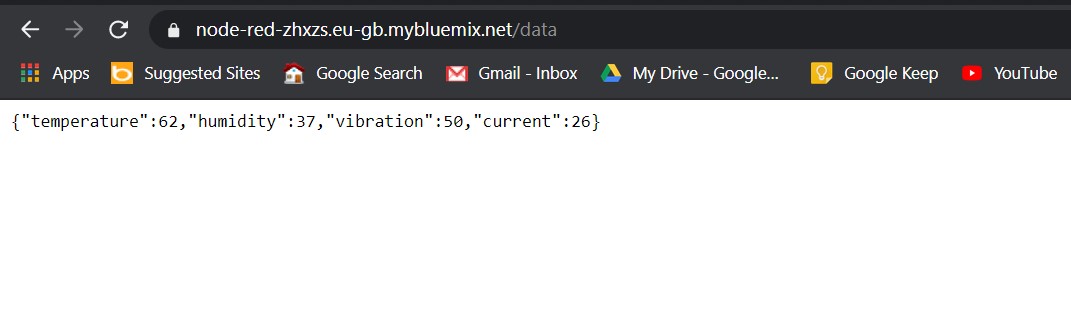 node-red-zhxzs.eu-gb.mybluemix.net/data
Apps Suggested Sites Google Search Gmail - Inbox My Drive - Google... Google Keep YouTube
{"temperature":62,"humidity":37,"vibration":50,"current":26}